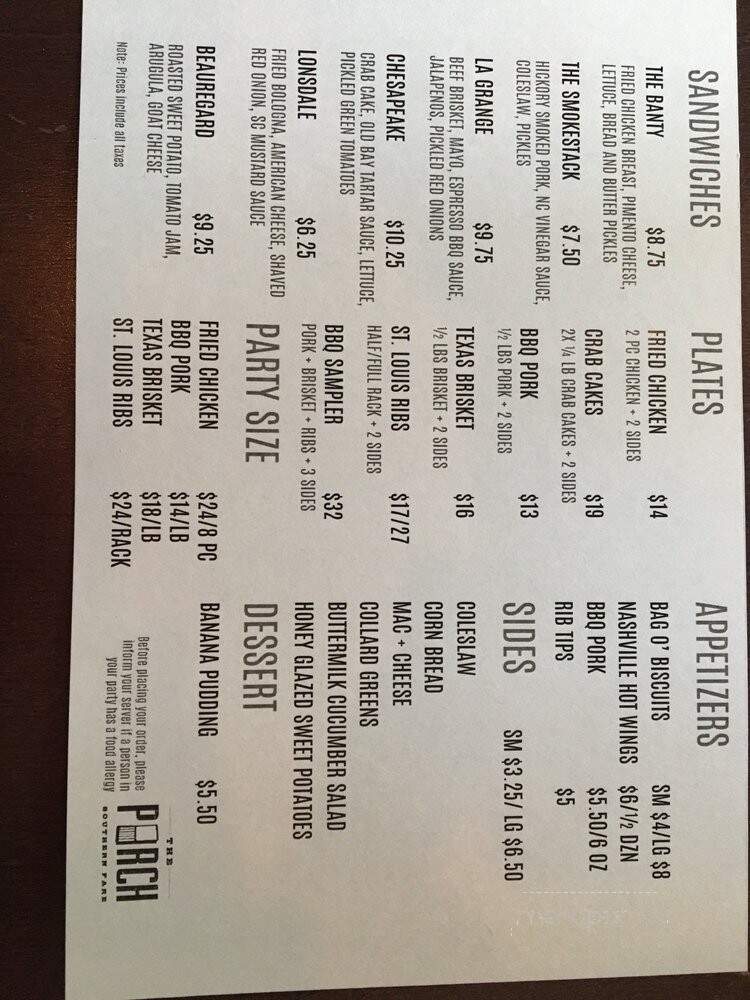 SANDWICHES
THE BANTY $8.75
FRIED CHICKEN BREAST, PIMENTO CHEESE,
LETTUCE, BREAD AND BUTTER PICKLES
THE SMOKESTACK $7.50
HICKORY SMOKED PORK, NC VINEGAR SAUCE,
COLESLAW, PICKLES
LA GRANGE $9.75
BEEF BRISKET, MAYO, ESPRESSO BBQ SAUCE,
JALAPENOS, PICKLED RED ONIONS
CHESAPEAKE $10.25
CRAB CAKE, OLD BAY TARTAR SAUCE, LETTUCE,
PICKLED GREEN TOMATOES
LONSDALE $6.25
FRIED BOLOGNA, AMERICAN CHEESE, SHAVED
RED ONION, SC MUSTARD SAUCE
BEAUREGARD $9.25
ROASTED SWEET POTATO, TOMATO JAM,
ARUGULA, GOAT CHEESE
Note: Prices include all taxes
PLATES
FRIED CHICKEN $14
2 PC CHICKEN + 2 SIDES
CRAB CAKES $19
2X ¼ LB CRAB CAKES + 2 SIDES
BBQ PORK $13
½ LBS PORK + 2 SIDES
TEXAS BRISKET $16
½ LBS BRISKET + 2 SIDES
ST. LOUIS RIBS $17/27
HALF/FULL RACK + 2 SIDES
BBQ SAMPLER $32
PORK + BRISKET + RIBS + 3 SIDES
PARTY SIZE
FRIED CHICKEN $24/8 PC
BBQ PORK $14/LB
TEXAS BRISKET $18/LB
ST. LOUIS RIBS $24/RACK
APPETIZERS
BAG O' BISCUITS SM $4/LG $8
NASHVILLE HOT WINGS $6/½ DZN
BBQ PORK $5.50/6 OZ
RIB TIPS $5
SIDES SM $3.25/ LG $6.50
COLESLAW
CORN BREAD
MAC + CHEESE
COLLARD GREENS
BUTTERMILK CUCUMBER SALAD
HONEY GLAZED SWEET POTATOES
DESSERT
BANANA PUDDING $5.50
Before placing your order, please
inform your server if a person in
your party has a food allergy
THE
PORCH
SOUTHERN FARE